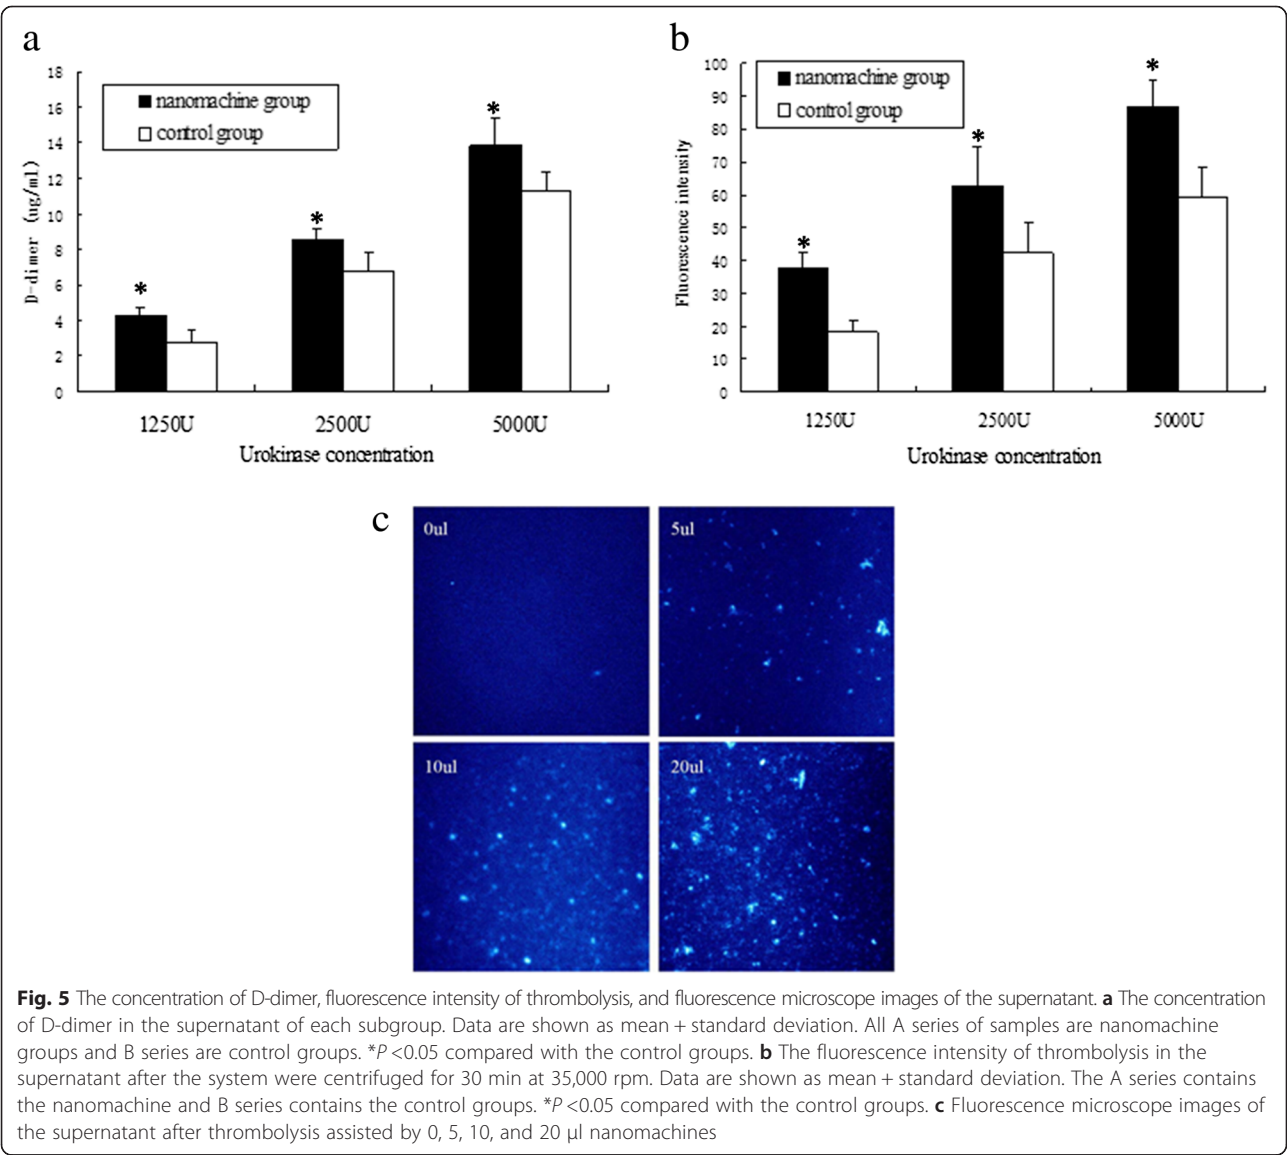 a
D-dimer (ug/ml)
18
16
14
12
10
8
6
4
2
0
nanomachine group
control group
*
*
*
1250U
2500U
5000U
Urokinase concentration
b
Fluorescence intensity
100
90
80
70
60
50
40
30
20
10
0
nanomachine group
control group
*
*
*
1250U
2500U
5000U
Urokinase concentration
c
0ul
5ul
10ul
20ul
Fig. 5 The concentration of D-dimer, fluorescence intensity of thrombolysis, and fluorescence microscope images of the supernatant. a The concentration
of D-dimer in the supernatant of each subgroup. Data are shown as mean + standard deviation. All A series of samples are nanomachine
groups and B series are control groups. *P <0.05 compared with the control groups. b The fluorescence intensity of thrombolysis in the
supernatant after the system were centrifuged for 30 min at 35,000 rpm. Data are shown as mean + standard deviation. The A series contains
the nanomachine and B series contains the control groups. *P <0.05 compared with the control groups. c Fluorescence microscope images of
the supernatant after thrombolysis assisted by 0, 5, 10, and 20 μl nanomachines